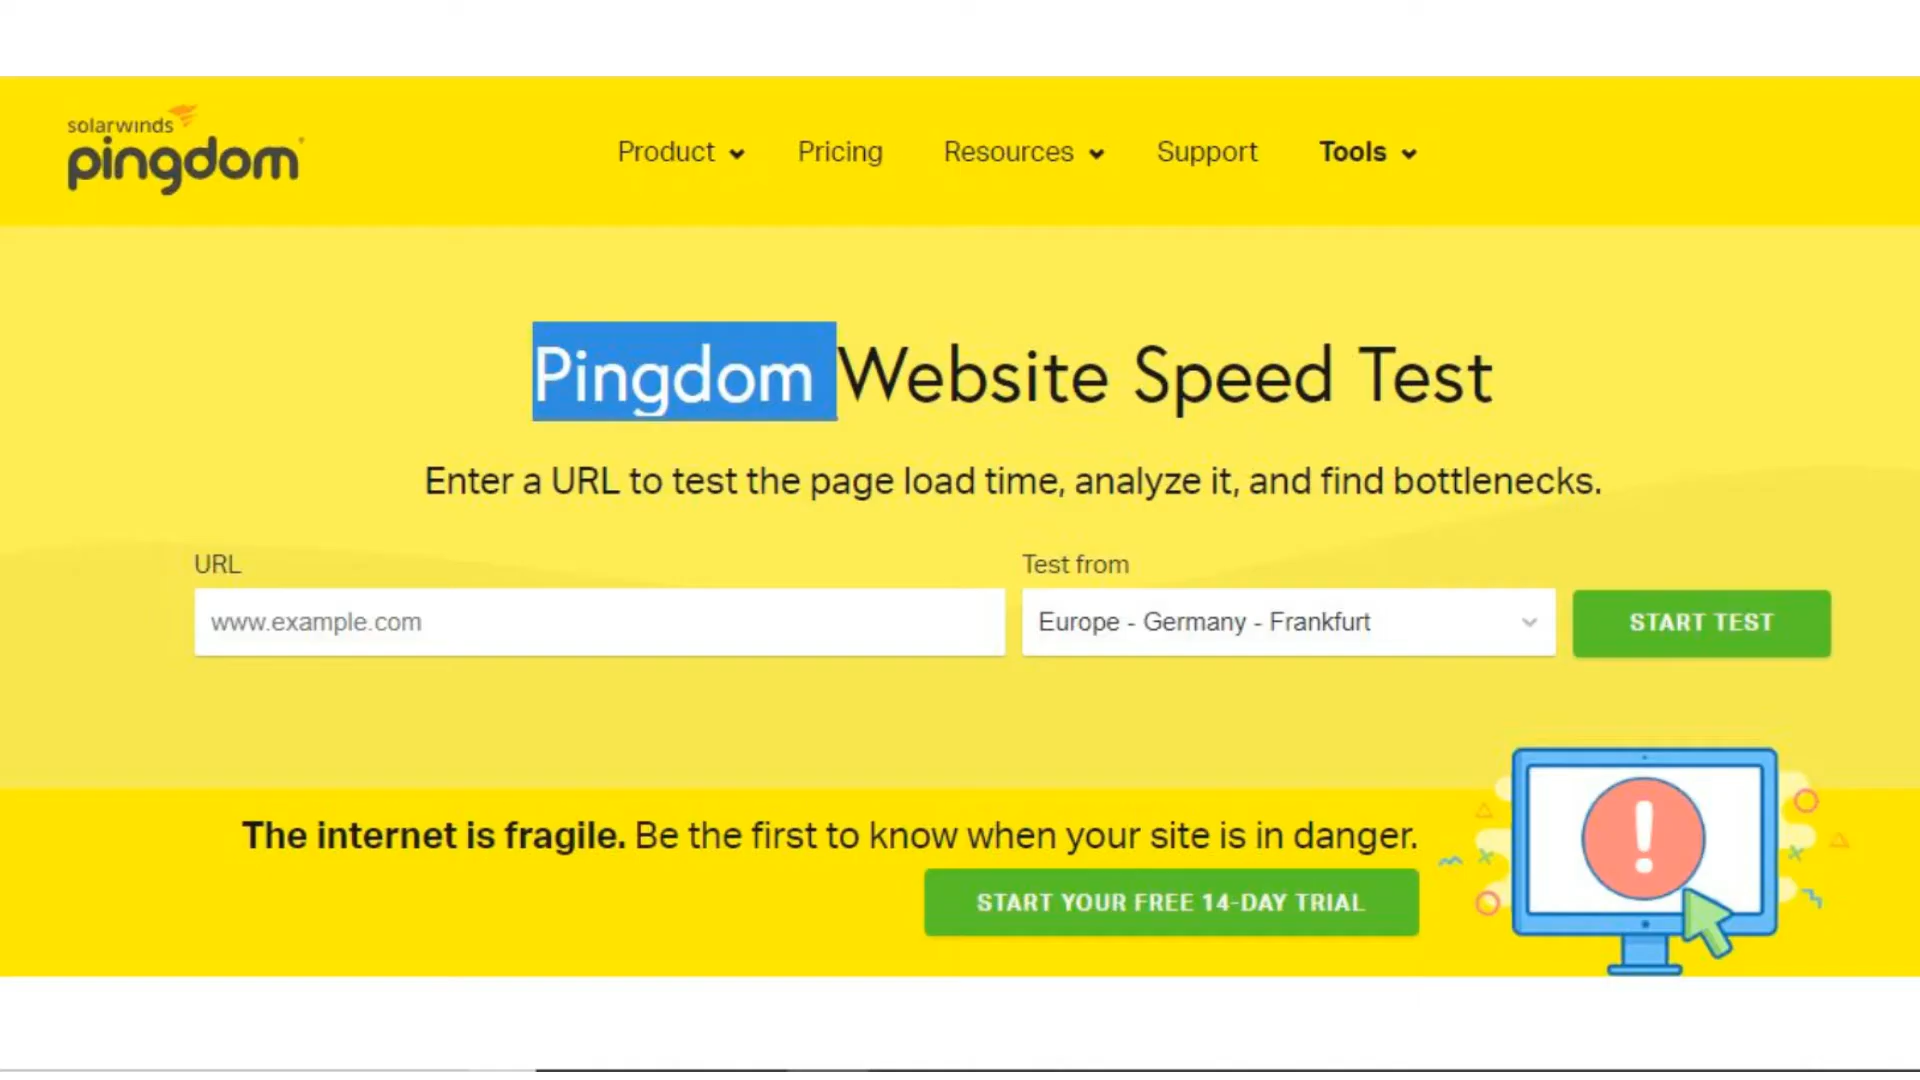 solarwinds
pingdom
Product Pricing Resources Support Tools
Pingdom Website Speed Test
Enter a URL to test the page load time, analyze it, and find bottlenecks.
URL Test from
www.example.com Europe - Germany - Frankfurt START TEST
The internet is fragile. Be the first to know when your site is in danger.
START YOUR FREE 14-DAY TRIAL